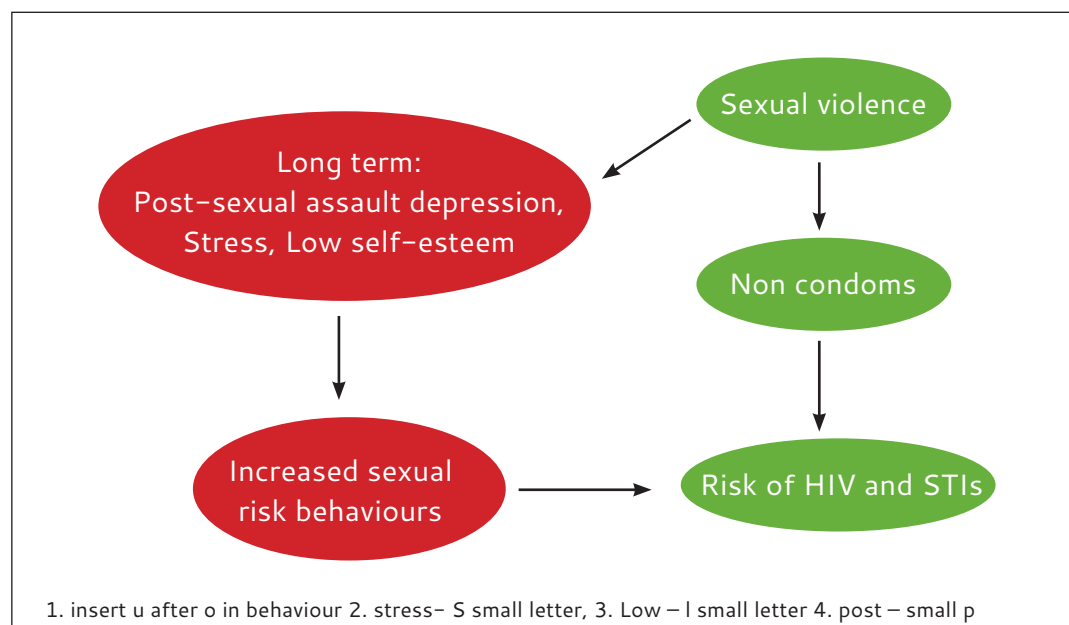 Sexual violence
Long term:
Post-sexual assault depression,
Stress, Low self-esteem
Non condoms
Increased sexual
risk behaviours
Risk of HIV and STIs
1. insert u after o in behaviour 2. stress- S small letter, 3. Low – l small letter 4. post – small p